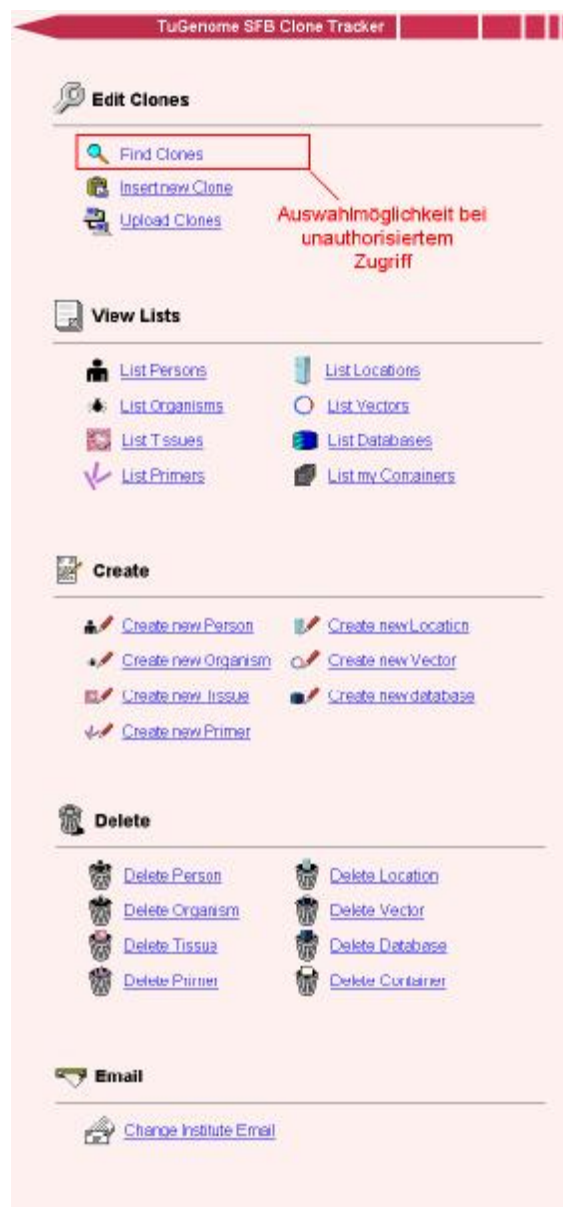 TuGenome SFB Clone Tracker
Edit Clones
Find Clones
Insert new Clone
Upload Clones
Auswahlmöglichkeit bei
unauthorisiertem
Zugriff
View Lists
List Persons
List Locations
List Organisms
List Vectors
List Tissues
List Databases
List Primers
List my Containers
Create
Create new Person
Create new Location
Create new Organism
Create new Vector
Create new Tissue
Create new database
Create new Primer
Delete
Delete Person
Delete Location
Delete Organism
Delete Vector
Delete Tissue
Delete Database
Delete Primer
Delete Container
Email
Change Institute Email